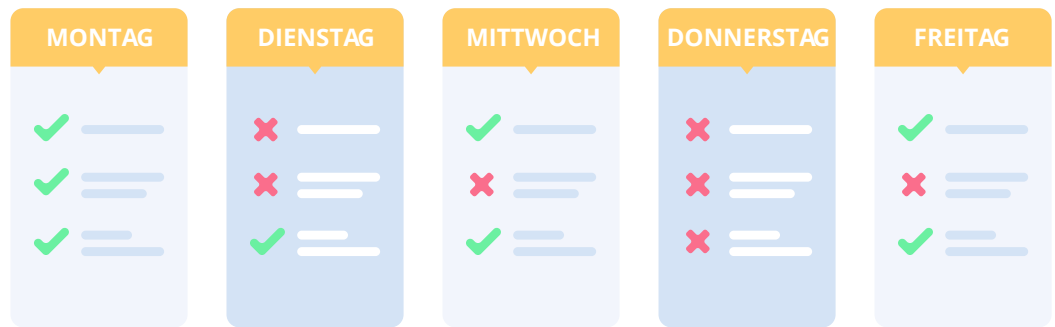 MONTAG
DIENSTAG
MITTWOCH
DONNERSTAG
FREITAG